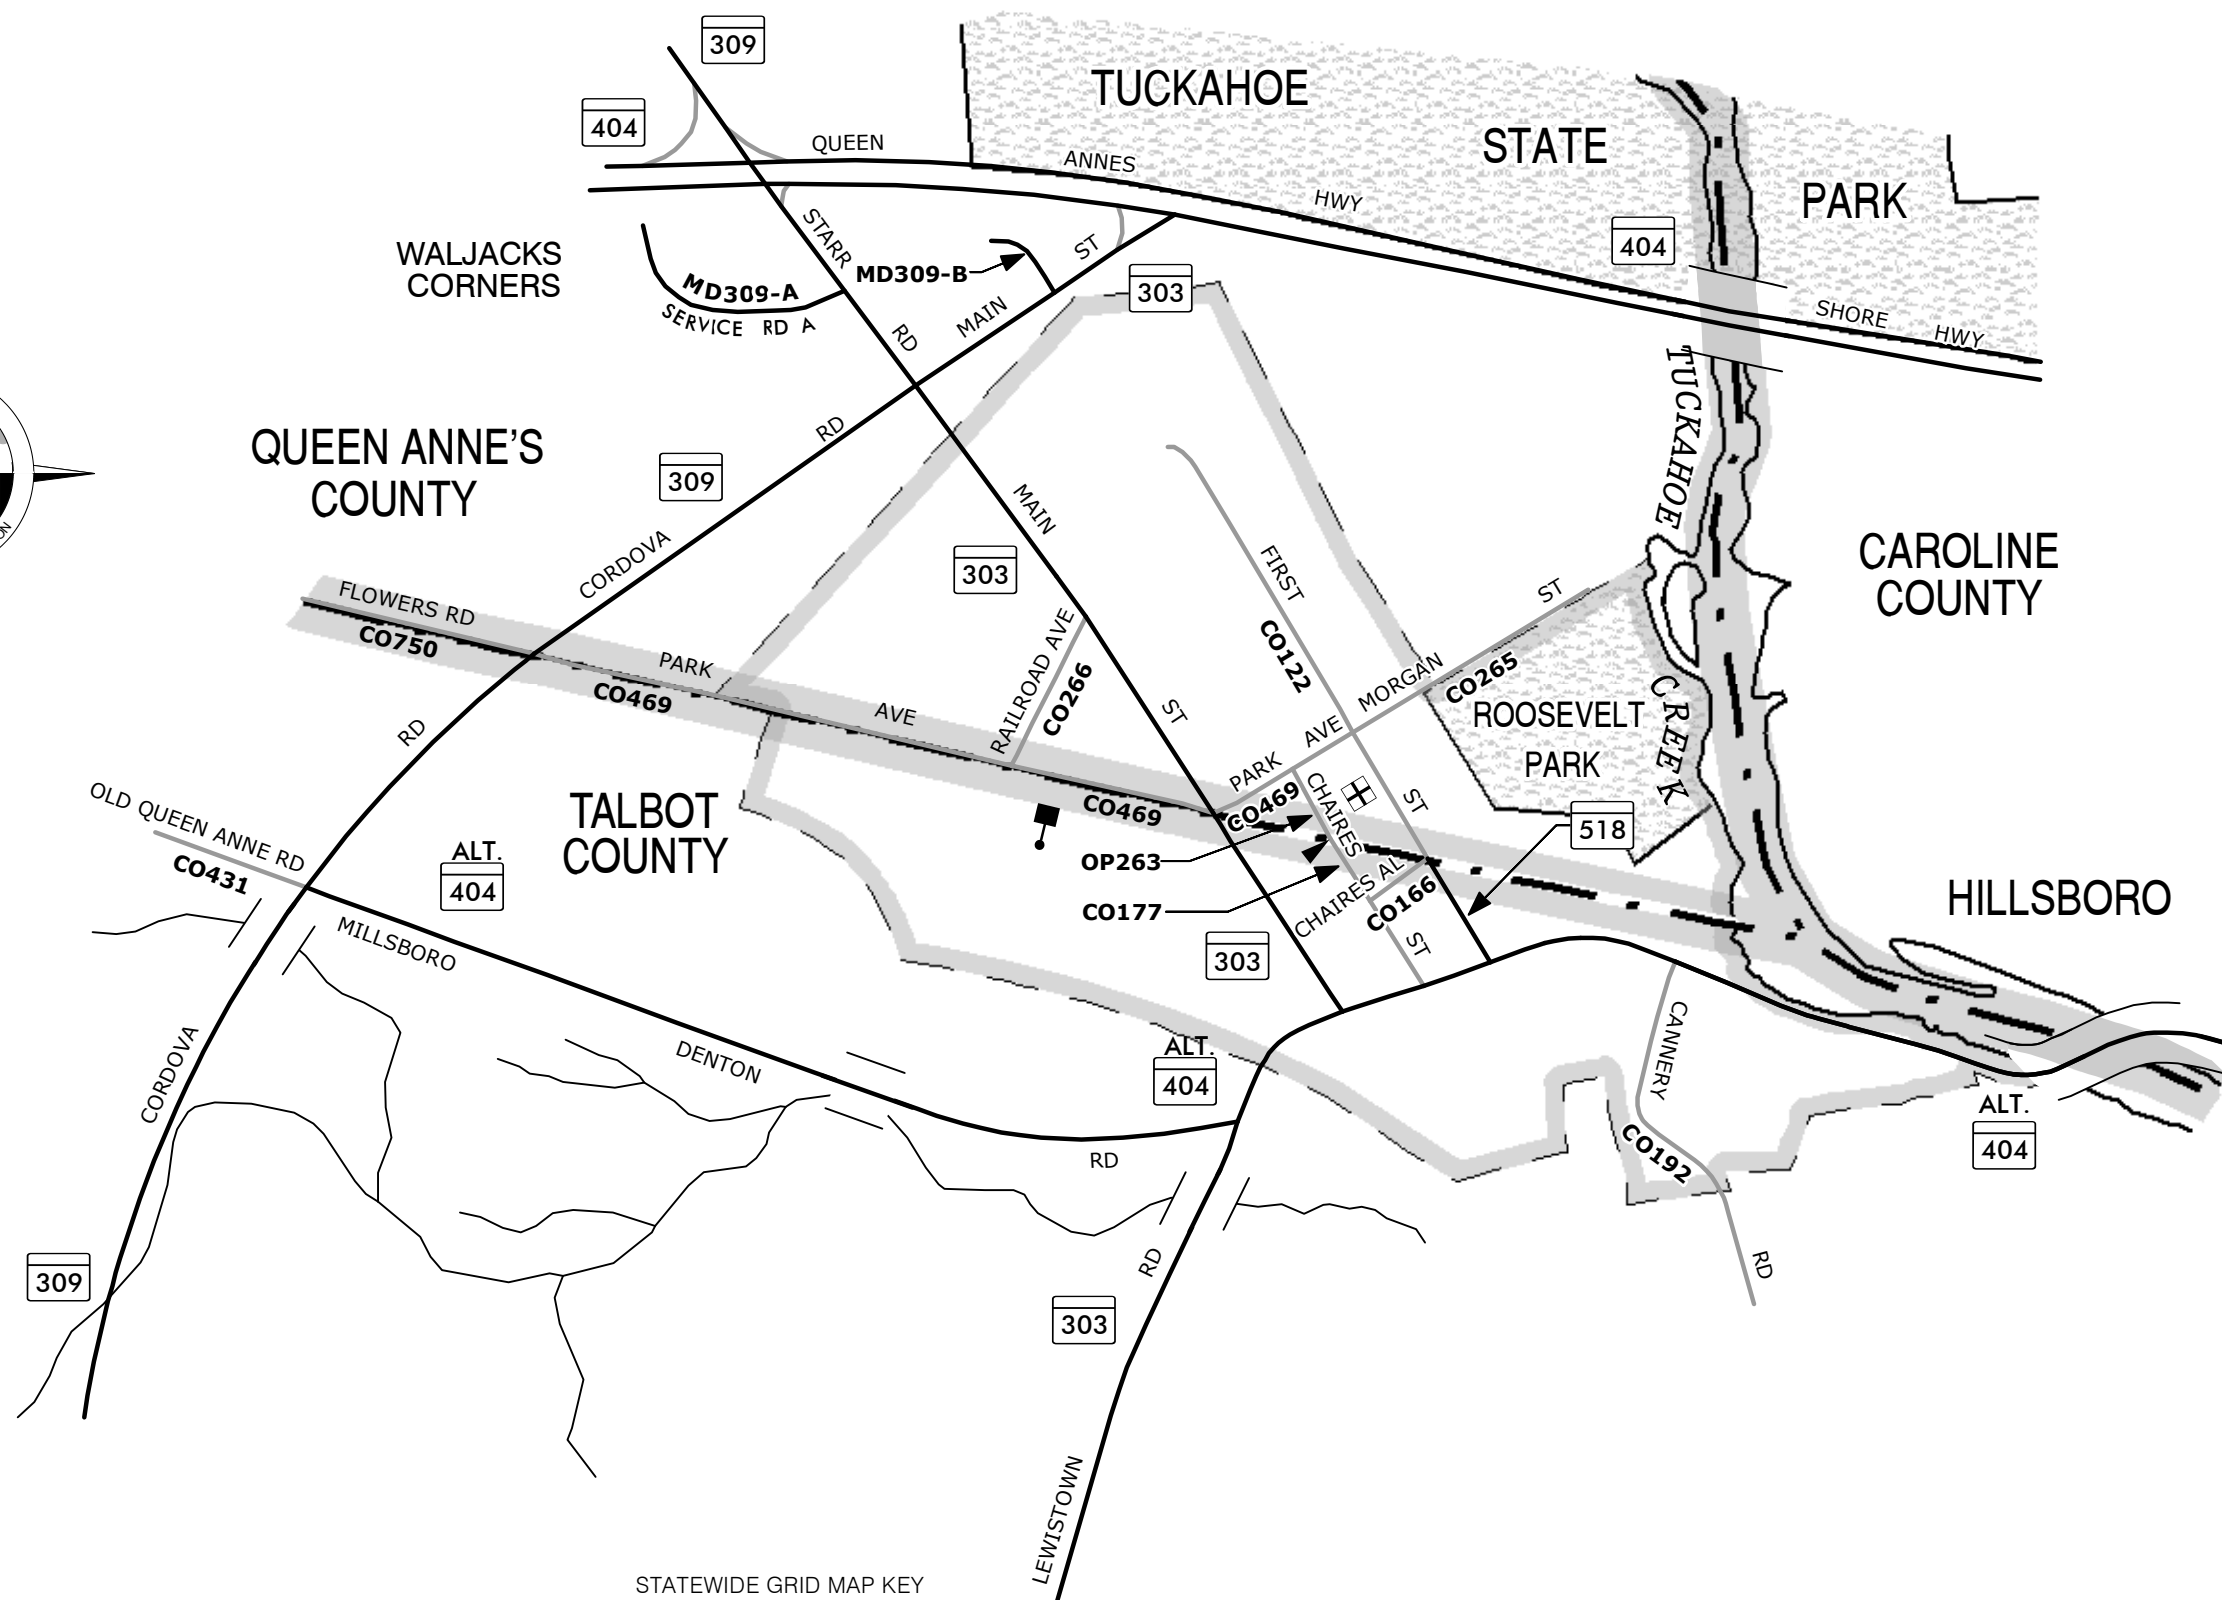 309
404
TUCKAHOE
STATE
PARK
QUEEN
ANNES
HWY
404
SHORE
HWY
WALJACKS
CORNERS
STARR
RD
MD309-A
SERVICE RD A
MD309-B
MAIN
ST
303
TUCKAHOE
CREEK
QUEEN ANNE'S
COUNTY
309
RD
CORDOVA
RD
CORDOVA
MAIN
ST
303
FIRST
ST
CO122
CAROLINE
COUNTY
FLOWERS RD
CO750
PARK
AVE
CO469
RAILROAD AVE
CO266
CO469
PARK
AVE
CO469
MORGAN
ST
CO265
ROOSEVELT
PARK
CHAIRES
ST
OP263
CO177
CHAIRES AL
CO166
518
HILLSBORO
OLD QUEEN ANNE RD
CO431
TALBOT
COUNTY
ALT.
404
MILLSBORO
DENTON
RD
303
ALT.
404
CANNERY
RD
CO192
ALT.
404
309
RD
303
LEWISTOWN
STATEWIDE GRID MAP KEY